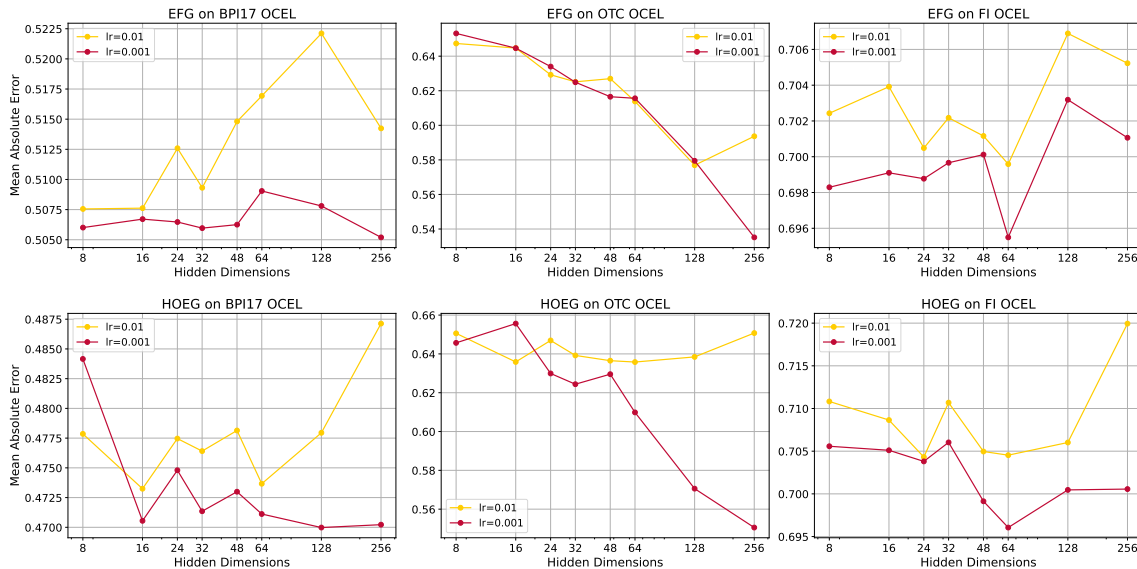 EFG on BPI17 OCEL
Mean Absolute Error
0.5225
0.5200
0.5175
0.5150
0.5125
0.5100
0.5075
0.5050
lr=0.01
lr=0.001
8 16 24 32 48 64 128 256
Hidden Dimensions
EFG on OTC OCEL
0.64
0.62
0.60
0.58
0.56
0.54
lr=0.01
lr=0.001
8 16 24 32 48 64 128 256
Hidden Dimensions
EFG on FI OCEL
0.706
0.704
0.702
0.700
0.698
0.696
lr=0.01
lr=0.001
8 16 24 32 48 64 128 256
Hidden Dimensions
HOEG on BPI17 OCEL
Mean Absolute Error
0.4875
0.4850
0.4825
0.4800
0.4775
0.4750
0.4725
0.4700
lr=0.01
lr=0.001
8 16 24 32 48 64 128 256
Hidden Dimensions
HOEG on OTC OCEL
0.66
0.64
0.62
0.60
0.58
0.56
lr=0.01
lr=0.001
8 16 24 32 48 64 128 256
Hidden Dimensions
HOEG on FI OCEL
0.720
0.715
0.710
0.705
0.700
0.695
lr=0.01
lr=0.001
8 16 24 32 48 64 128 256
Hidden Dimensions